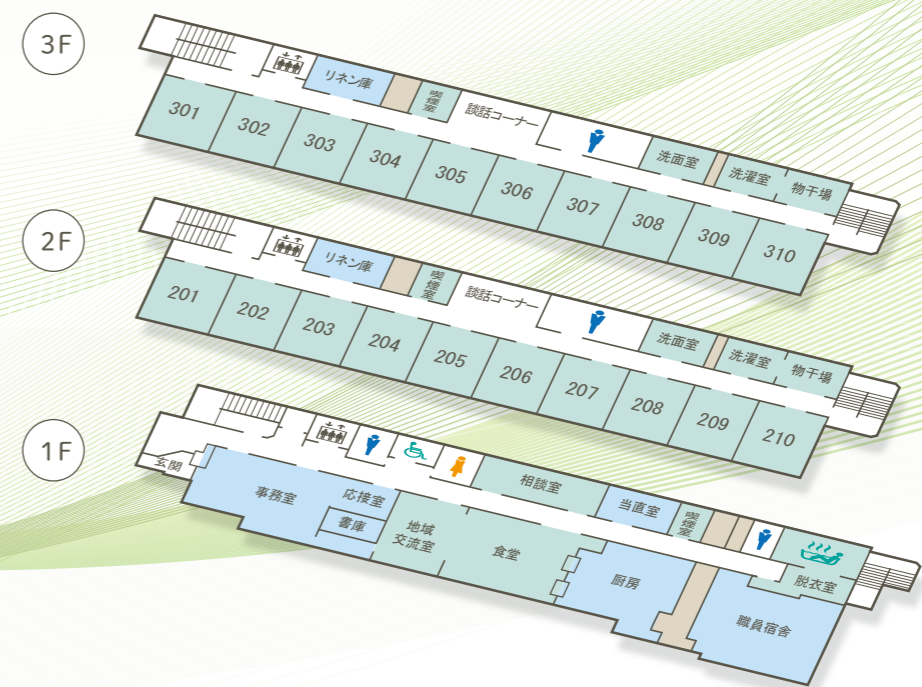 3F
リネン庫
喫煙室
談話コーナー
洗面室
洗濯室
物干場
301
302
303
304
305
306
307
308
309
310
2F
リネン庫
喫煙室
談話コーナー
洗面室
洗濯室
物干場
201
202
203
204
205
206
207
208
209
210
1F
玄関
事務室
応接室
書庫
地域
交流室
食堂
相談室
当直室
喫煙室
厨房
脱衣室
職員宿舎